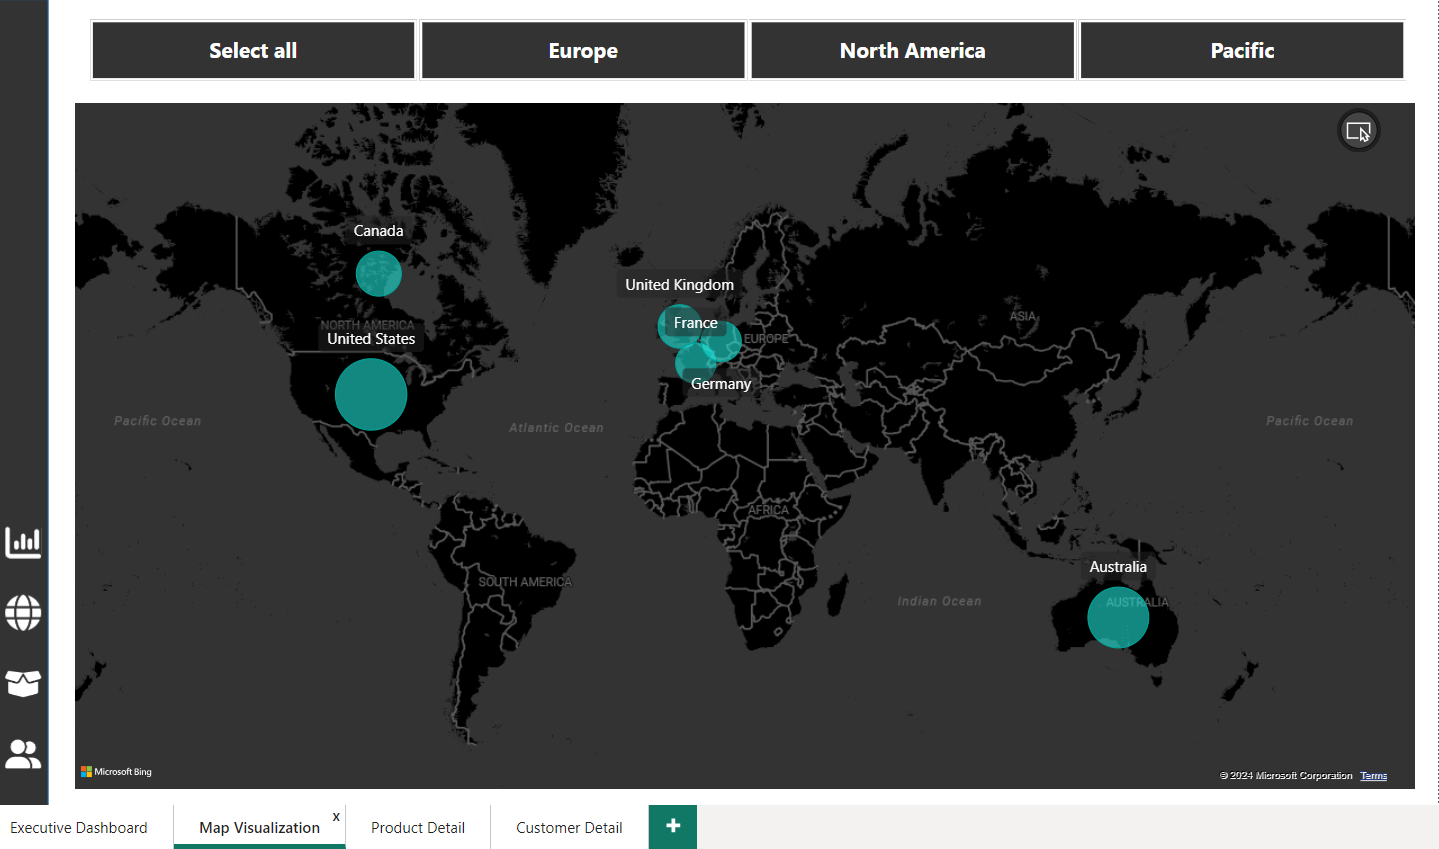 Select all
Europe
North America
Pacific
Canada
United Kingdom
NORTH AMERICA
United States
France
EUROPE
ASIA
Germany
Pacific Ocean
Atlantic Ocean
Pacific Ocean
AFRICA
SOUTH AMERICA
Australia
AUSTRALIA
Indian Ocean
Microsoft Bing
© 2024 Microsoft Corporation Terms
Executive Dashboard
Map Visualization
x
Product Detail
Customer Detail
+